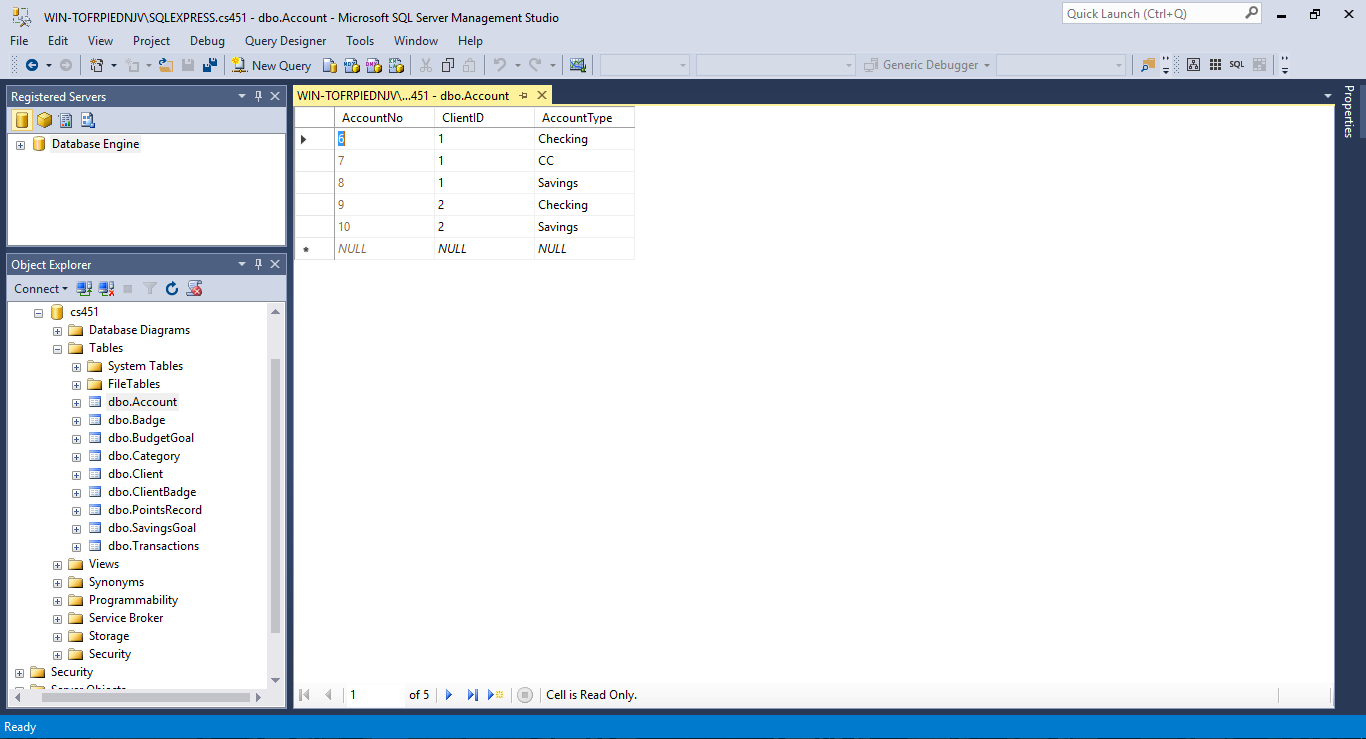 WIN-TOFRPIEDNJV\SQLEXPRESS.cs451 - dbo.Account - Microsoft SQL Server Management Studio
Quick Launch (Ctrl+Q)
File Edit View Project Debug Query Designer Tools Window Help
New Query
Generic Debugger
SQL
Registered Servers
Database Engine
Object Explorer
Connect
cs451
Database Diagrams
Tables
System Tables
FileTables
dbo.Account
dbo.Badge
dbo.BudgetGoal
dbo.Category
dbo.Client
dbo.ClientBadge
dbo.PointsRecord
dbo.SavingsGoal
dbo.Transactions
Views
Synonyms
Programmability
Service Broker
Storage
Security
Security
Server Objects
WIN-TOFRPIEDNJV\...451 - dbo.Account
AccountNo ClientID AccountType
6 1 Checking
7 1 CC
8 1 Savings
9 2 Checking
10 2 Savings
NULL NULL NULL
1 of 5 Cell is Read Only.
Properties
Ready